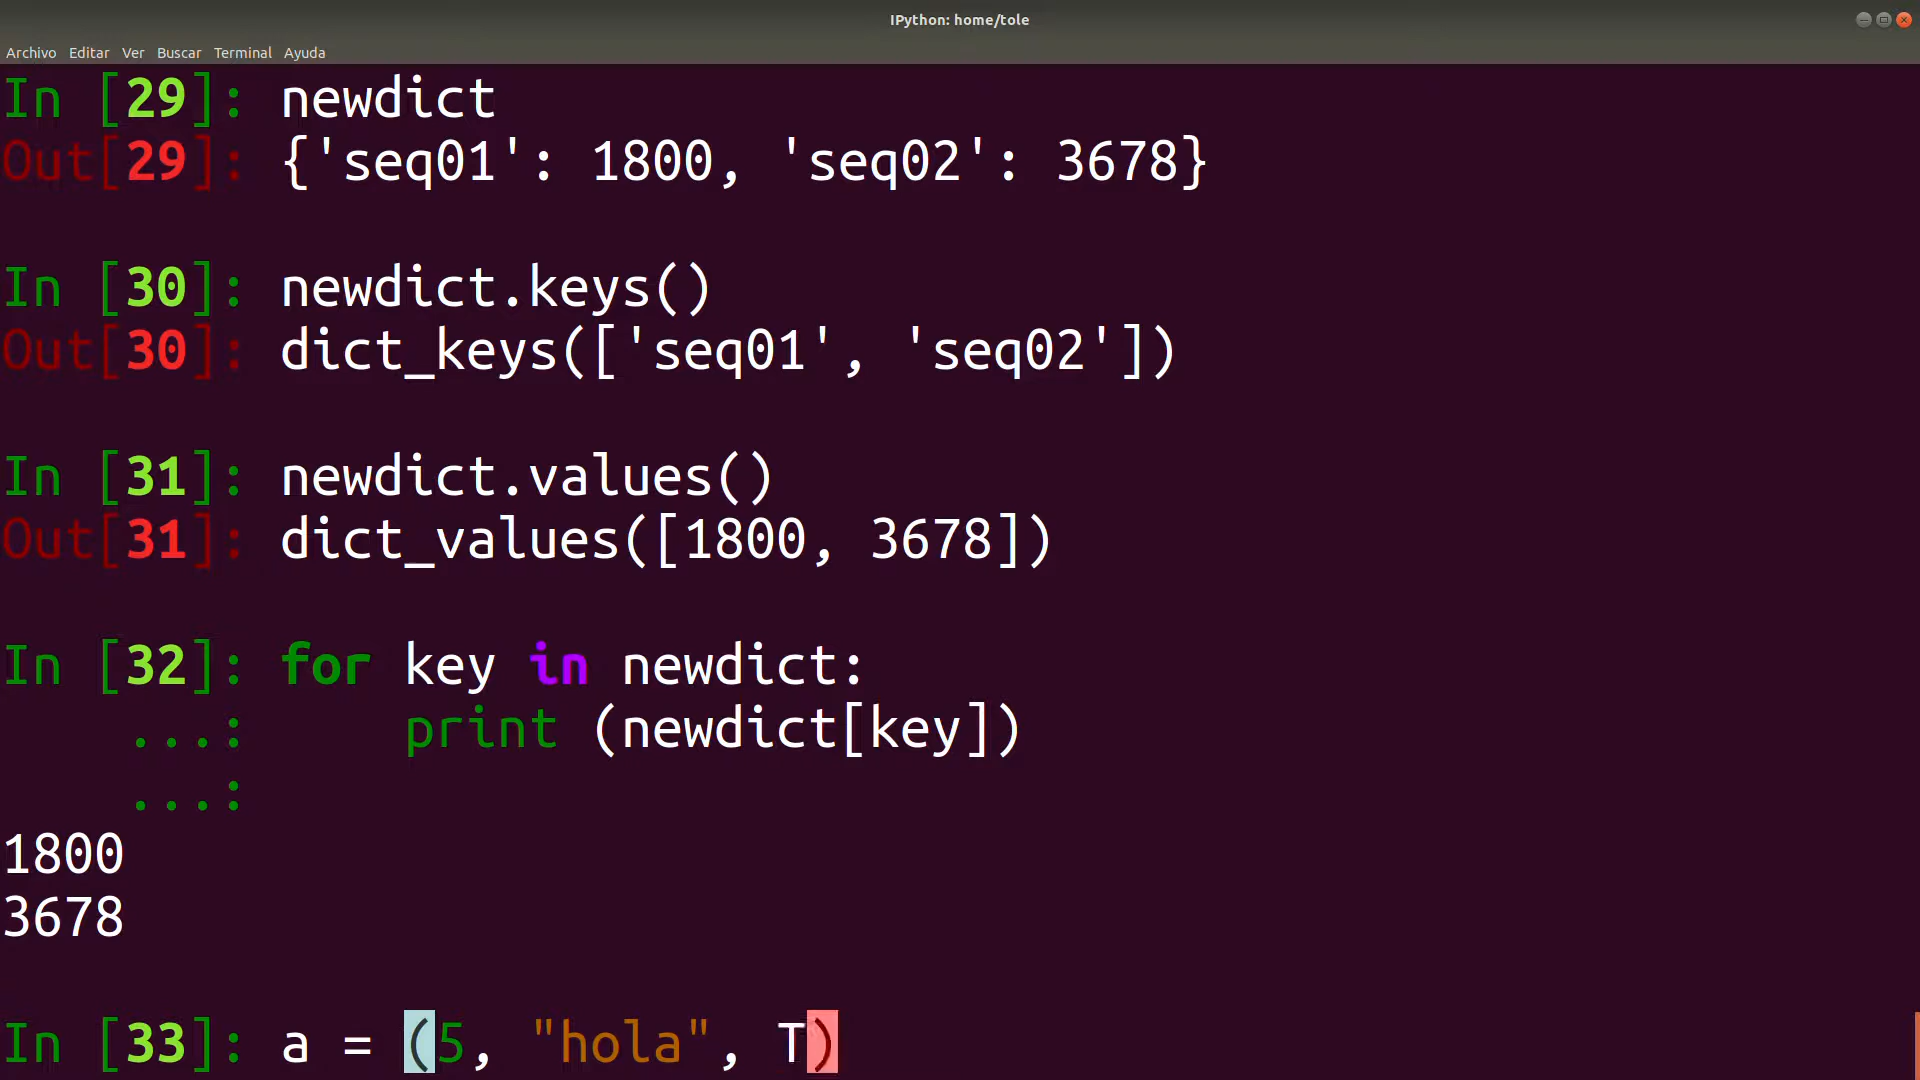 IPython: home/tole
Archivo Editar Ver Buscar Terminal Ayuda
In [29]: newdict
Out[29]: {'seq01': 1800, 'seq02': 3678}
In [30]: newdict.keys()
Out[30]: dict_keys(['seq01', 'seq02'])
In [31]: newdict.values()
Out[31]: dict_values([1800, 3678])
In [32]: for key in newdict:
...: print (newdict[key])
...:
1800
3678
In [33]: a = (5, "hola", T)